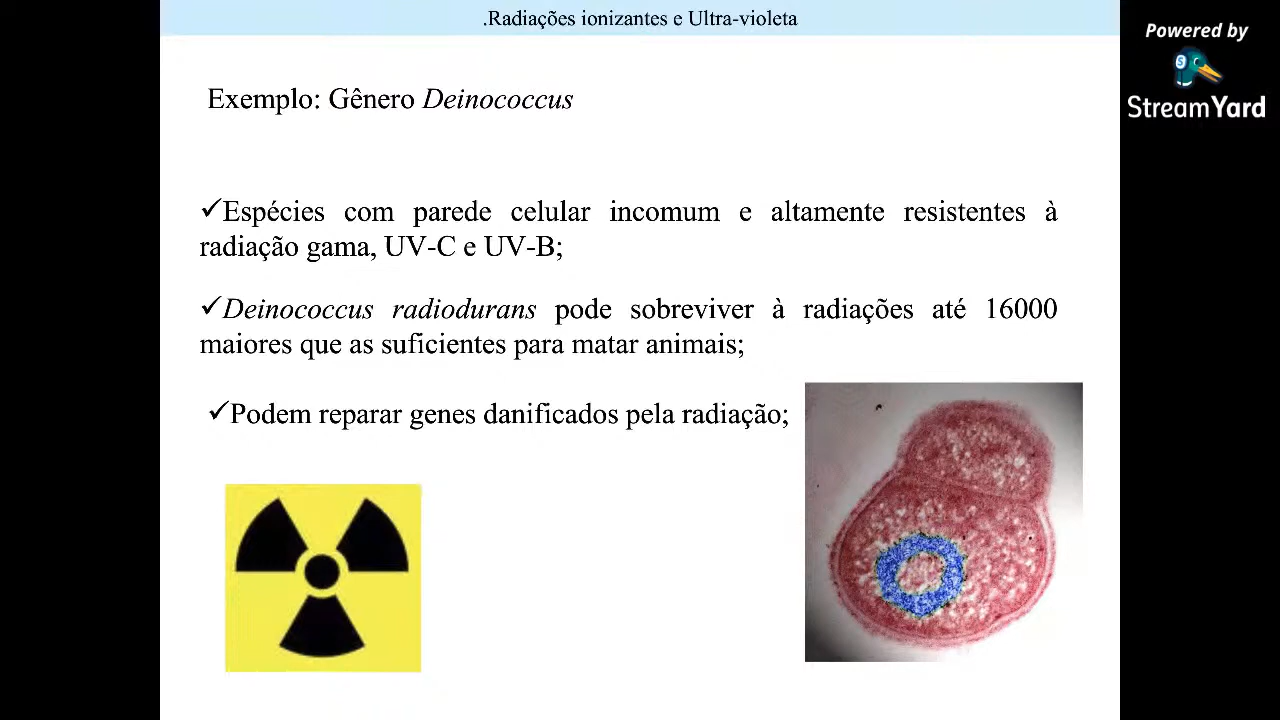 .Radiações ionizantes e Ultra-violeta
Powered by
StreamYard
Exemplo: Gênero Deinococcus
✓Espécies com parede celular incomum e altamente resistentes à
radiação gama, UV-C e UV-B;
✓Deinococcus radiodurans pode sobreviver à radiações até 16000
maiores que as suficientes para matar animais;
✓Podem reparar genes danificados pela radiação;